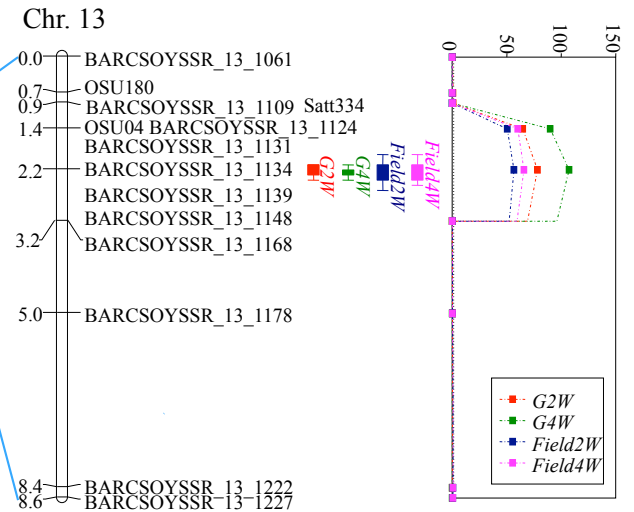 Chr. 13
0 50 100 150
0.0 BARCSOYSSR_13_1061
0.7 OSU180
0.9 BARCSOYSSR_13_1109 Satt334
1.4 OSU04 BARCSOYSSR_13_1124
BARCSOYSSR_13_1131
2.2 BARCSOYSSR_13_1134
BARCSOYSSR_13_1139
BARCSOYSSR_13_1148
3.2 BARCSOYSSR_13_1168
5.0 BARCSOYSSR_13_1178
8.4 BARCSOYSSR_13_1222
8.6 BARCSOYSSR_13_1227
G2W
G4W
Field2W
Field4W
G2W
G4W
Field2W
Field4W